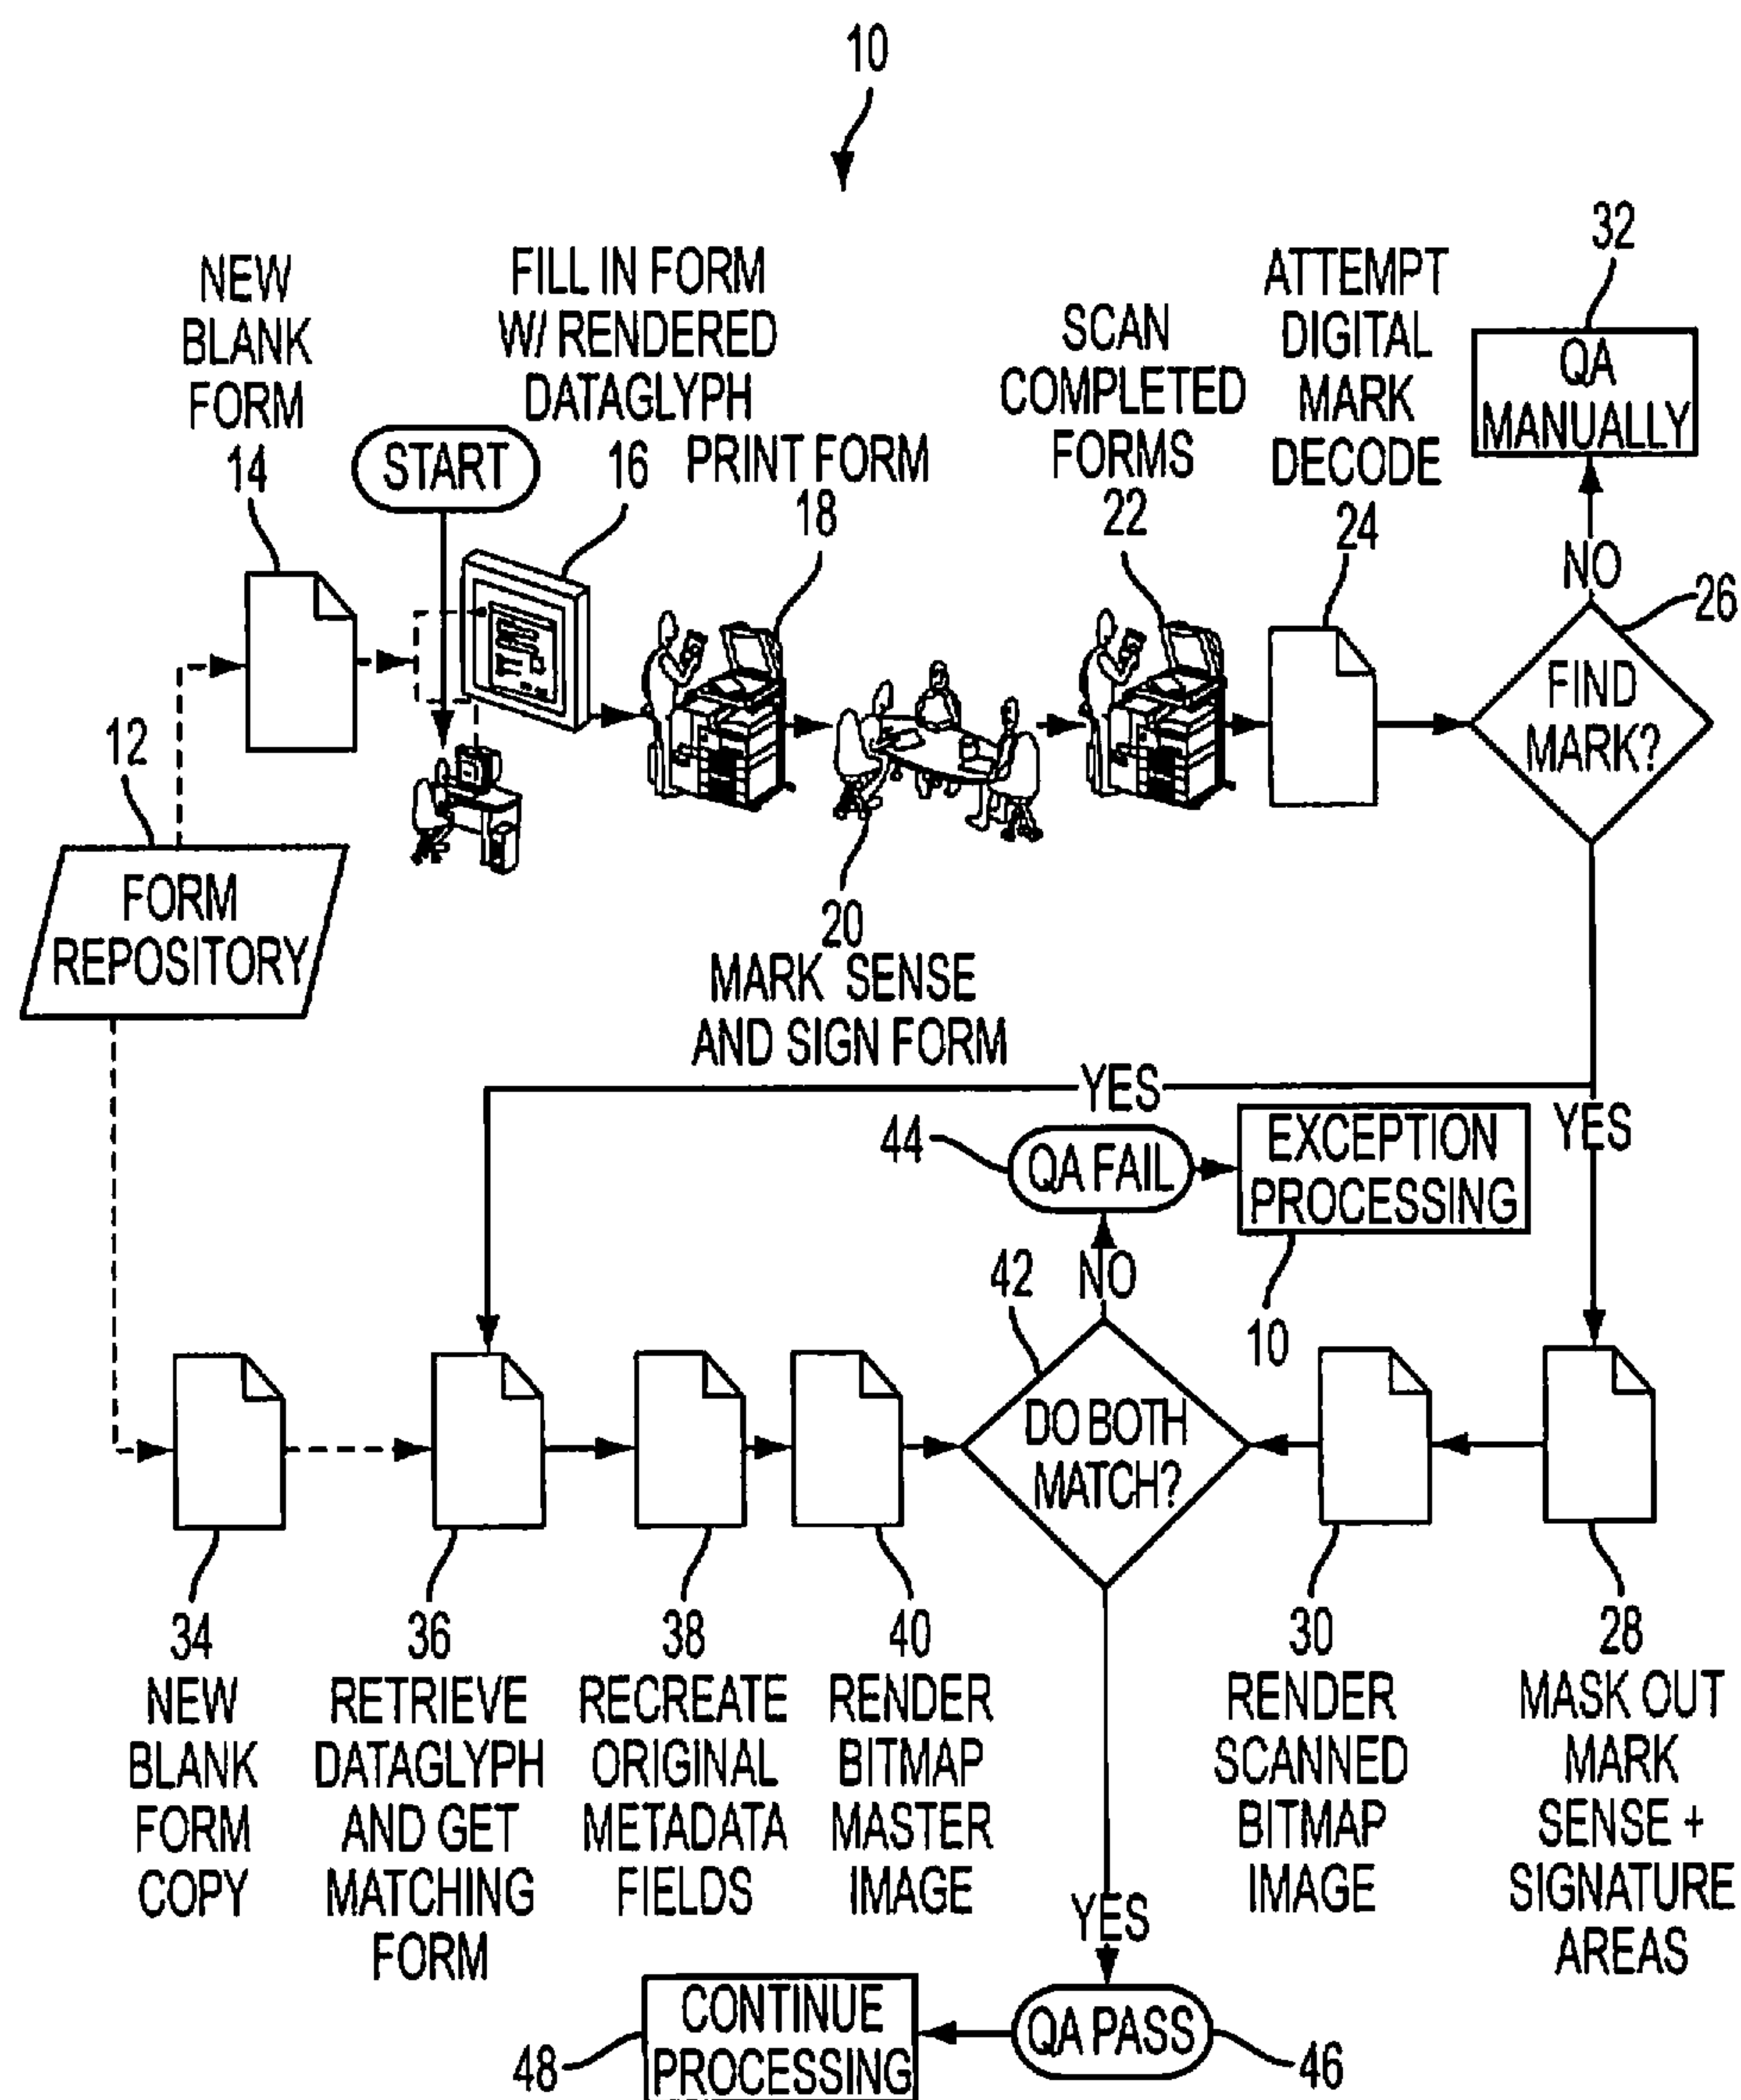 10
32
NEW
BLANK
FORM
14
FILL IN FORM
W/ RENDERED
DATAGLYPH
16
PRINT FORM
18
SCAN
COMPLETED
FORMS
22
ATTEMPT
DIGITAL
MARK
DECODE
24
QA
MANUALLY
START
NO
26
FIND
MARK?
12
FORM
REPOSITORY
20
MARK SENSE
AND SIGN FORM
YES
YES
44
QA FAIL
EXCEPTION
PROCESSING
10
42
NO
DO BOTH
MATCH?
34
NEW
BLANK
FORM
COPY
36
RETRIEVE
DATAGLYPH
AND GET
MATCHING
FORM
38
RECREATE
ORIGINAL
METADATA
FIELDS
40
RENDER
BITMAP
MASTER
IMAGE
30
RENDER
SCANNED
BITMAP
IMAGE
28
MASK OUT
MARK
SENSE +
SIGNATURE
AREAS
YES
48
CONTINUE
PROCESSING
QA PASS
46